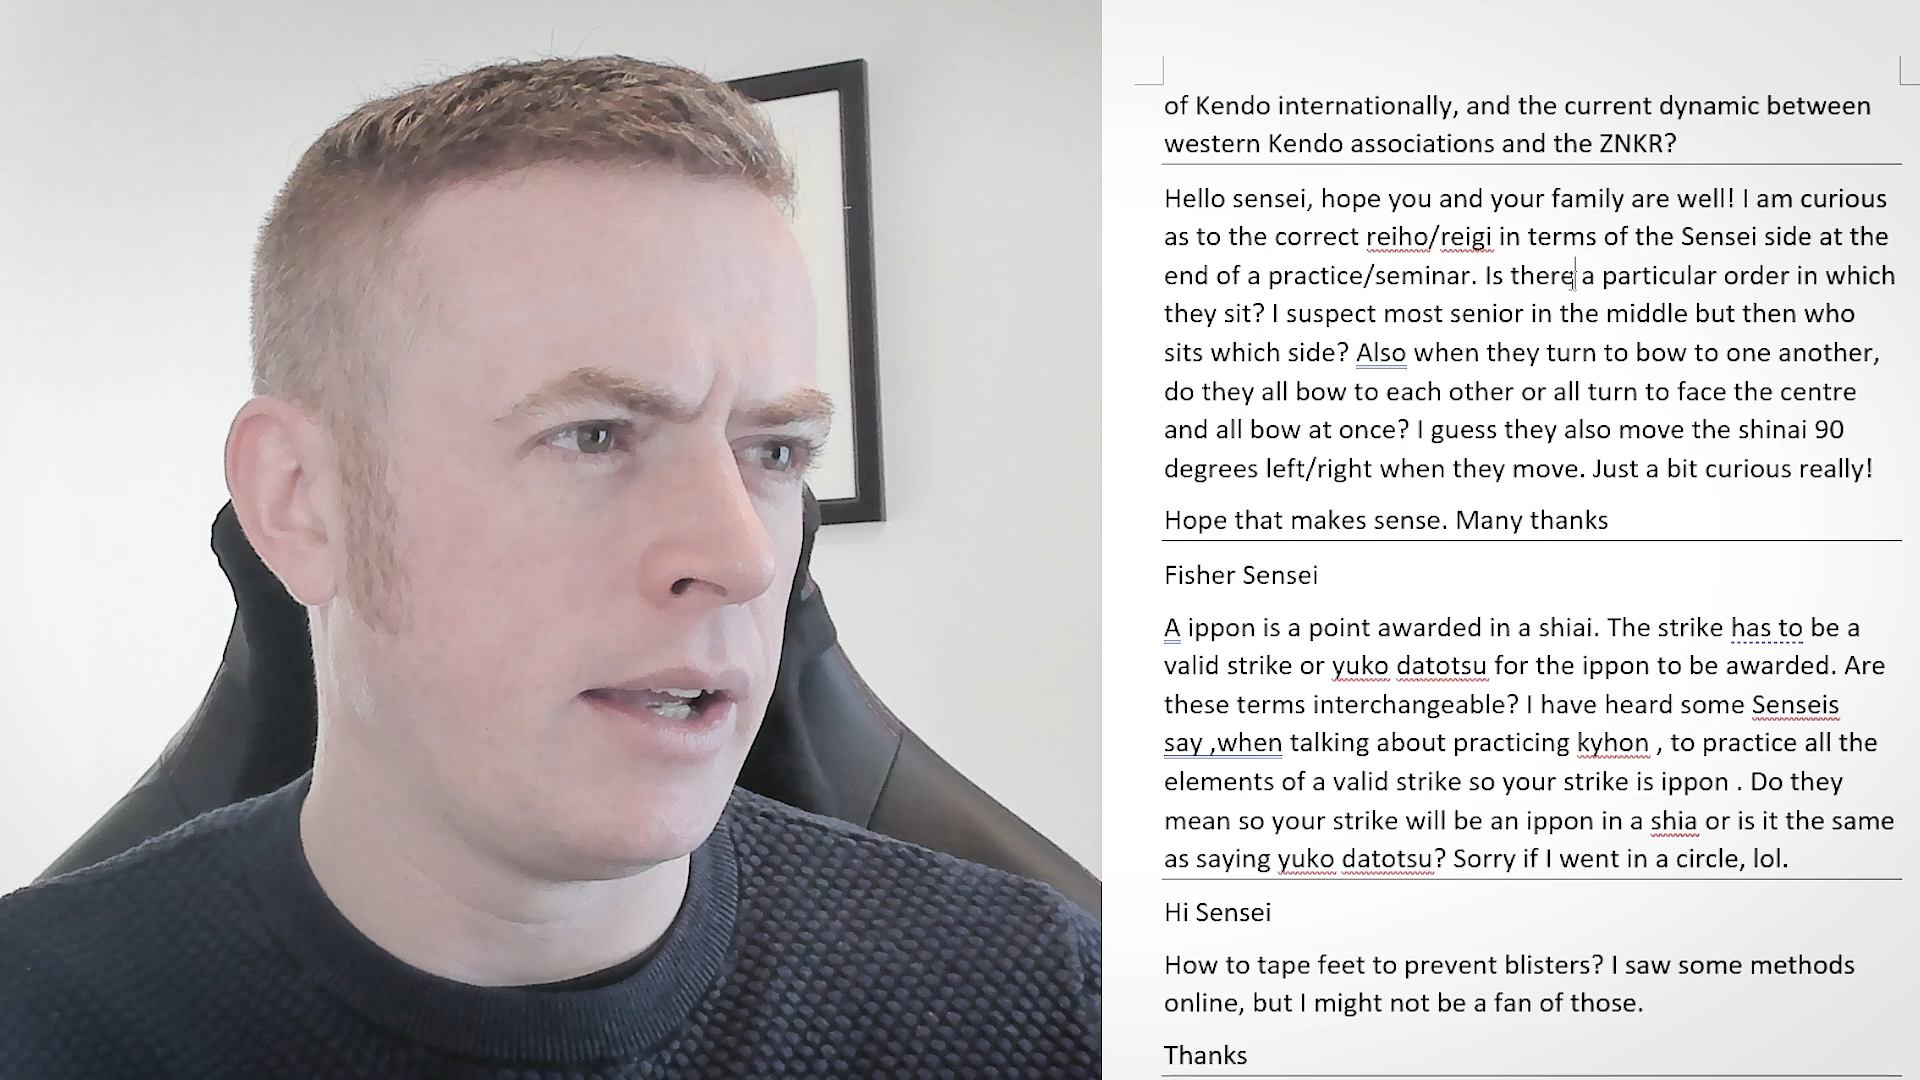 of Kendo internationally, and the current dynamic between
western Kendo associations and the ZNKR?
Hello sensei, hope you and your family are well! I am curious
as to the correct reiho/reigi in terms of the Sensei side at the
end of a practice/seminar. Is there a particular order in which
they sit? I suspect most senior in the middle but then who
sits which side? Also when they turn to bow to one another,
do they all bow to each other or all turn to face the centre
and all bow at once? I guess they also move the shinai 90
degrees left/right when they move. Just a bit curious really!
Hope that makes sense. Many thanks
Fisher Sensei
A ippon is a point awarded in a shiai. The strike has to be a
valid strike or yuko datotsu for the ippon to be awarded. Are
these terms interchangeable? I have heard some Senseis
say ,when talking about practicing kyhon , to practice all the
elements of a valid strike so your strike is ippon . Do they
mean so your strike will be an ippon in a shia or is it the same
as saying yuko datotsu? Sorry if I went in a circle, lol.
Hi Sensei
How to tape feet to prevent blisters? I saw some methods
online, but I might not be a fan of those.
Thanks